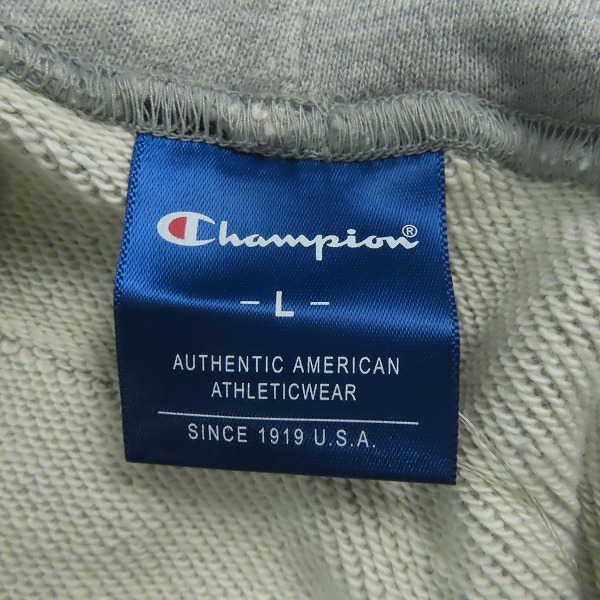 Champion®
- L -
AUTHENTIC AMERICAN
ATHLETICWEAR
SINCE 1919 U.S.A.